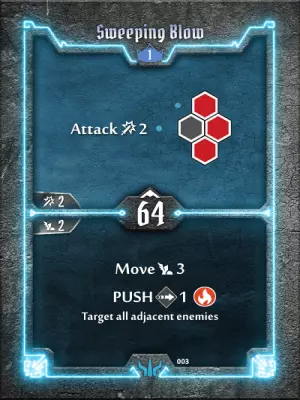 Sweeping Blow
1
Attack 2
2
64
2
Move 3
PUSH 1
Target all adjacent enemies
003